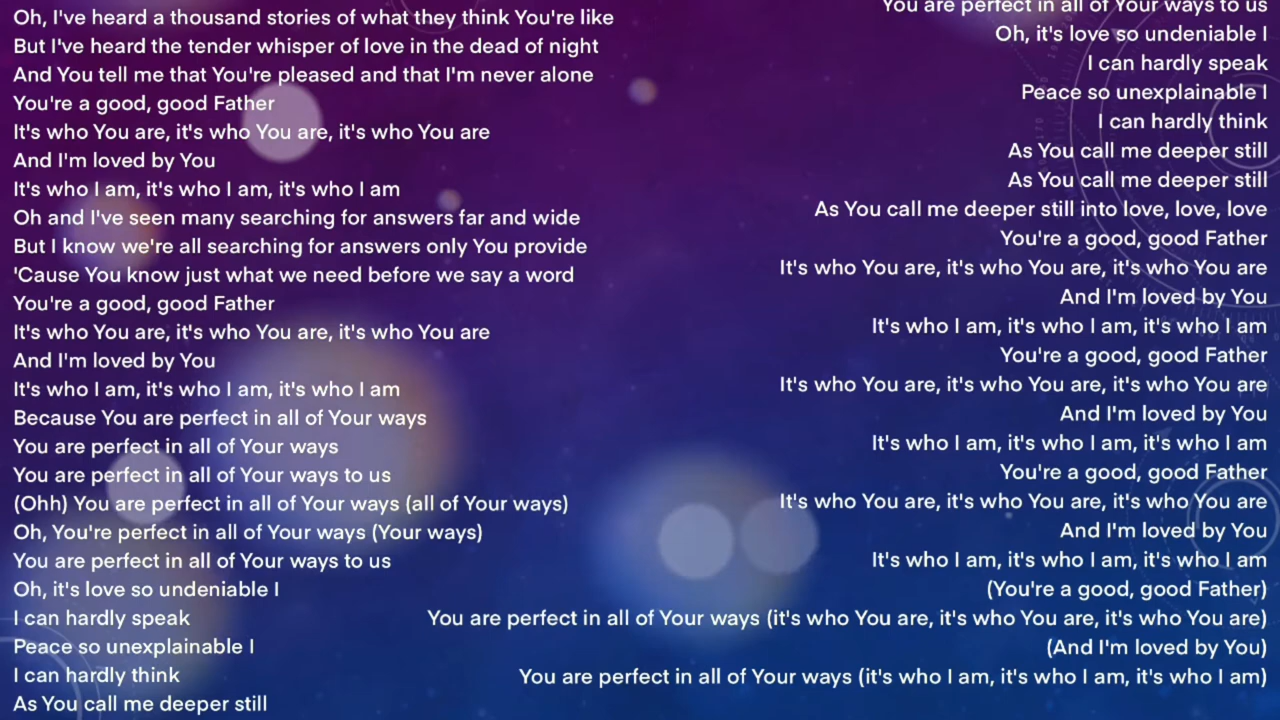 Oh, I've heard a thousand stories of what they think You're like
But I've heard the tender whisper of love in the dead of night
And You tell me that You're pleased and that I'm never alone
You're a good, good Father
It's who You are, it's who You are, it's who You are
And I'm loved by You
It's who I am, it's who I am, it's who I am
Oh and I've seen many searching for answers far and wide
But I know we're all searching for answers only You provide
'Cause You know just what we need before we say a word
You're a good, good Father
It's who You are, it's who You are, it's who You are
And I'm loved by You
It's who I am, it's who I am, it's who I am
Because You are perfect in all of Your ways
You are perfect in all of Your ways
You are perfect in all of Your ways to us
(Ohh) You are perfect in all of Your ways (all of Your ways)
Oh, You're perfect in all of Your ways (Your ways)
You are perfect in all of Your ways to us
Oh, it's love so undeniable I
I can hardly speak
Peace so unexplainable I
I can hardly think
As You call me deeper still
You are perfect in all of Your ways to us
Oh, it's love so undeniable I
I can hardly speak
Peace so unexplainable I
I can hardly think
As You call me deeper still
As You call me deeper still
As You call me deeper still into love, love, love
You're a good, good Father
It's who You are, it's who You are, it's who You are
And I'm loved by You
It's who I am, it's who I am, it's who I am
You're a good, good Father
It's who You are, it's who You are, it's who You are
And I'm loved by You
It's who I am, it's who I am, it's who I am
You're a good, good Father
It's who You are, it's who You are, it's who You are
And I'm loved by You
It's who I am, it's who I am, it's who I am
(You're a good, good Father)
You are perfect in all of Your ways (it's who You are, it's who You are, it's who You are)
(And I'm loved by You)
You are perfect in all of Your ways (it's who I am, it's who I am, it's who I am)